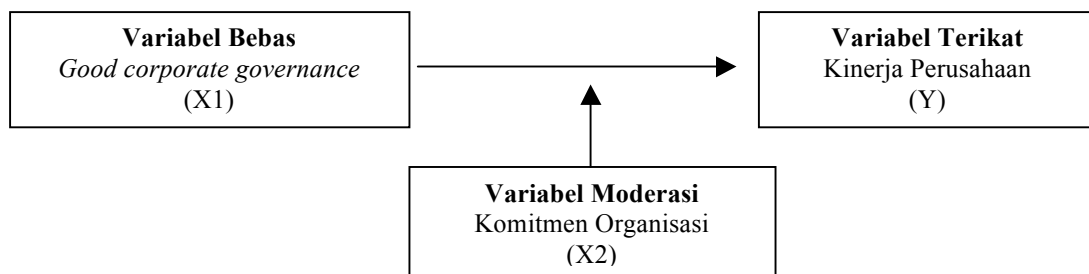 Variabel Bebas
Good corporate governance
(X1)
Variabel Terikat
Kinerja Perusahaan
(Y)
Variabel Moderasi
Komitmen Organisasi
(X2)